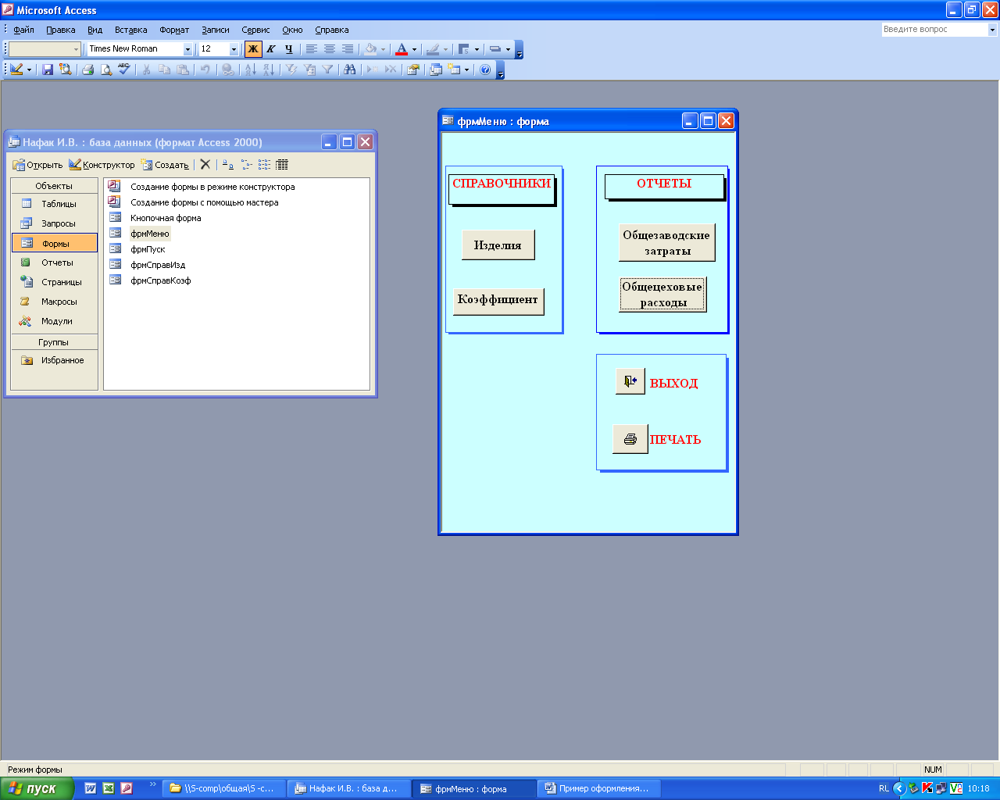 Microsoft Access
Файл Правка Вид Вставка Формат Записи Сервис Окно Справка
Введите вопрос
Times New Roman 12 Ж К Ч
Нафак И.В. : база данных (формат Access 2000)
Открыть Конструктор Создать
Объекты
Таблицы
Запросы
Формы
Отчеты
Страницы
Макросы
Модули
Группы
Избранное
Создание формы в режиме конструктора
Создание формы с помощью мастера
Кнопочная форма
фрмМеню
фрмПуск
фрмСправИзд
фрмСправКоэф
фрмМеню : форма
СПРАВОЧНИКИ
Изделия
Коэффициент
ОТЧЕТЫ
Общезаводские
затраты
Общецеховые
расходы
ВЫХОД
ПЕЧАТЬ
Режим формы
NUM
пуск
\\S-comp\общая\S -c...
Нафак И.В. : база д...
фрмМеню : форма
Пример оформления...
RL
10:18